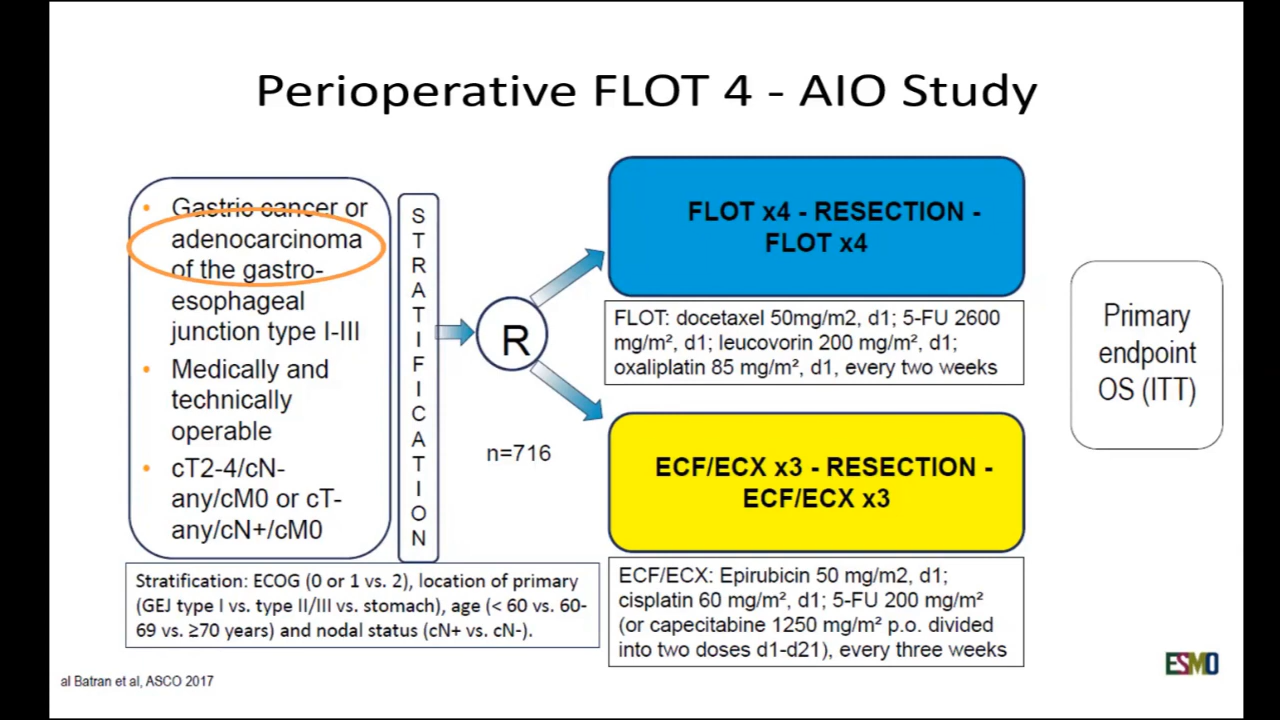 Perioperative FLOT 4 - AIO Study
• Gastric cancer or
adenocarcinoma
of the gastro-
esophageal
junction type I-III
• Medically and
technically
operable
• cT2-4/cN-
any/cM0 or cT-
any/cN+/cM0
STRATIFICATION
R
n=716
FLOT x4 - RESECTION -
FLOT x4
FLOT: docetaxel 50mg/m2, d1; 5-FU 2600
mg/m², d1; leucovorin 200 mg/m², d1;
oxaliplatin 85 mg/m², d1, every two weeks
ECF/ECX x3 - RESECTION -
ECF/ECX x3
ECF/ECX: Epirubicin 50 mg/m2, d1;
cisplatin 60 mg/m², d1; 5-FU 200 mg/m²
(or capecitabine 1250 mg/m² p.o. divided
into two doses d1-d21), every three weeks
Primary
endpoint
OS (ITT)
Stratification: ECOG (0 or 1 vs. 2), location of primary
(GEJ type I vs. type II/III vs. stomach), age (< 60 vs. 60-
69 vs. ≥70 years) and nodal status (cN+ vs. cN-).
al Batran et al, ASCO 2017
ESMO